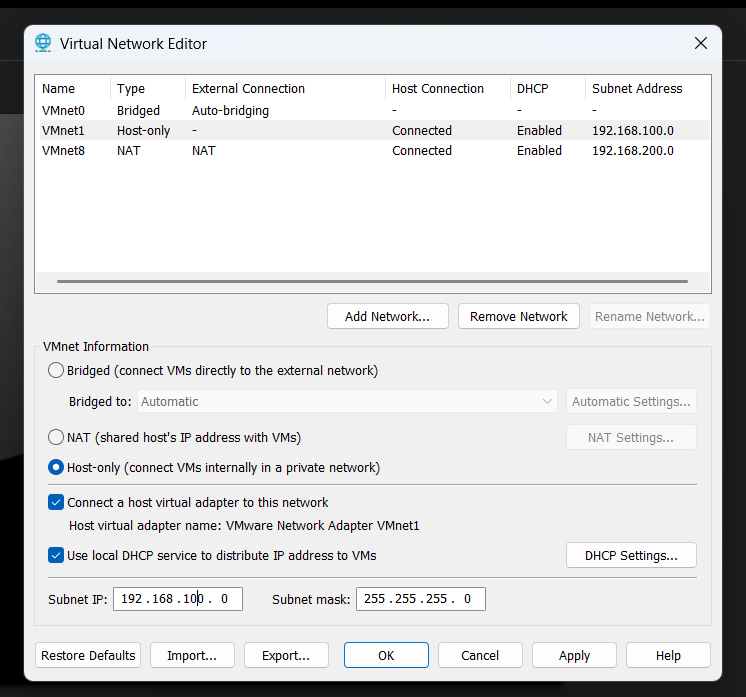 Virtual Network Editor
Name Type External Connection Host Connection DHCP Subnet Address
VMnet0 Bridged Auto-bridging - - -
VMnet1 Host-only - Connected Enabled 192.168.100.0
VMnet8 NAT NAT Connected Enabled 192.168.200.0
Add Network... Remove Network Rename Network...
VMnet Information
Bridged (connect VMs directly to the external network)
Bridged to: Automatic Automatic Settings...
NAT (shared host's IP address with VMs) NAT Settings...
Host-only (connect VMs internally in a private network)
Connect a host virtual adapter to this network
Host virtual adapter name: VMware Network Adapter VMnet1
Use local DHCP service to distribute IP address to VMs DHCP Settings...
Subnet IP: 192 . 168 . 100 . 0 Subnet mask: 255 . 255 . 255 . 0
Restore Defaults Import... Export... OK Cancel Apply Help